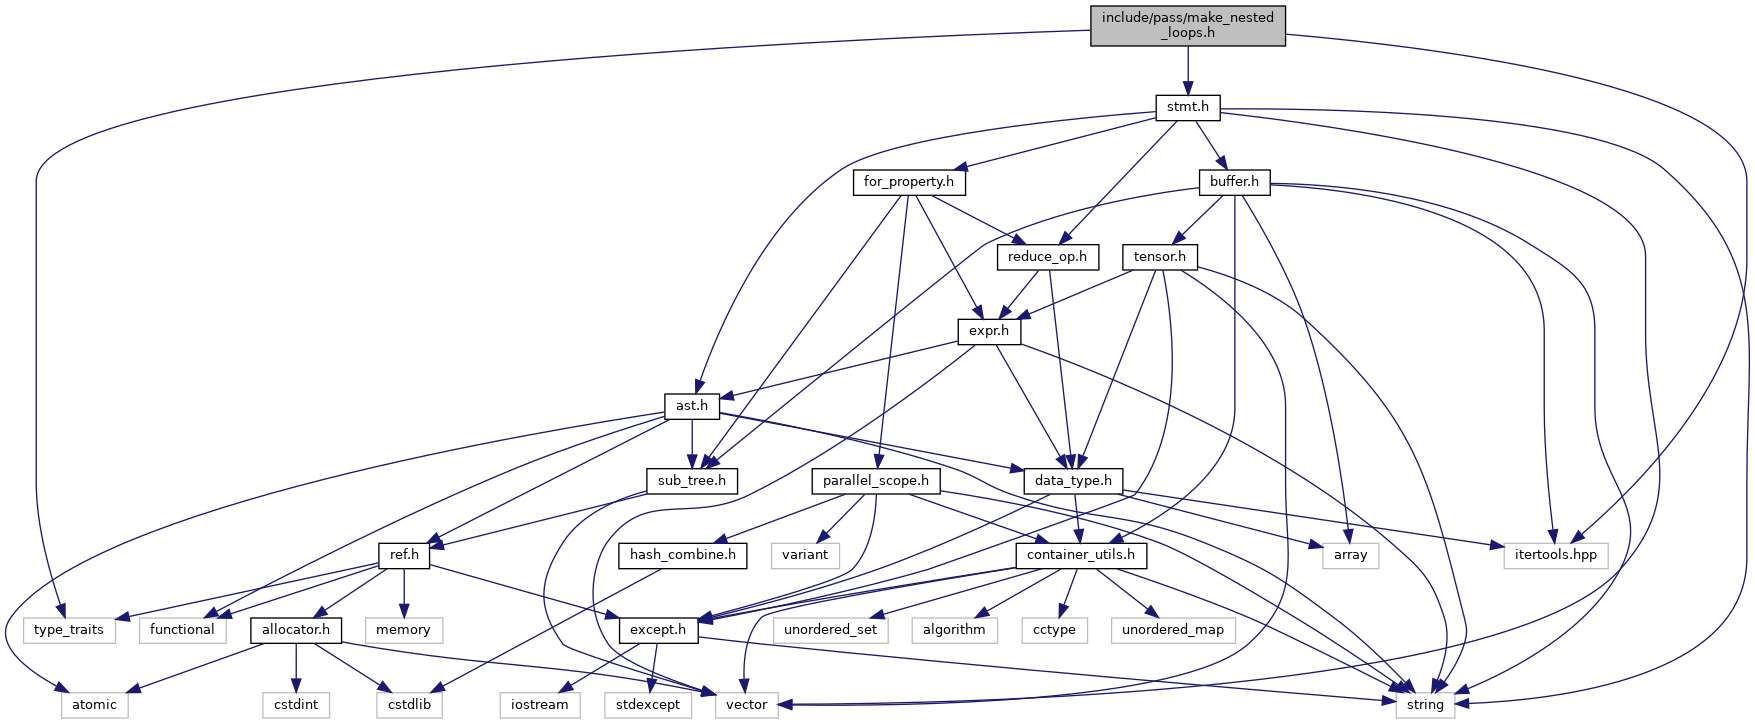 include/pass/make_nested
_loops.h
stmt.h
for_property.h
buffer.h
reduce_op.h
tensor.h
expr.h
ast.h
sub_tree.h
parallel_scope.h
data_type.h
ref.h
hash_combine.h
variant
container_utils.h
array
itertools.hpp
type_traits
functional
allocator.h
memory
except.h
unordered_set
algorithm
cctype
unordered_map
atomic
cstdint
cstdlib
iostream
stdexcept
vector
string